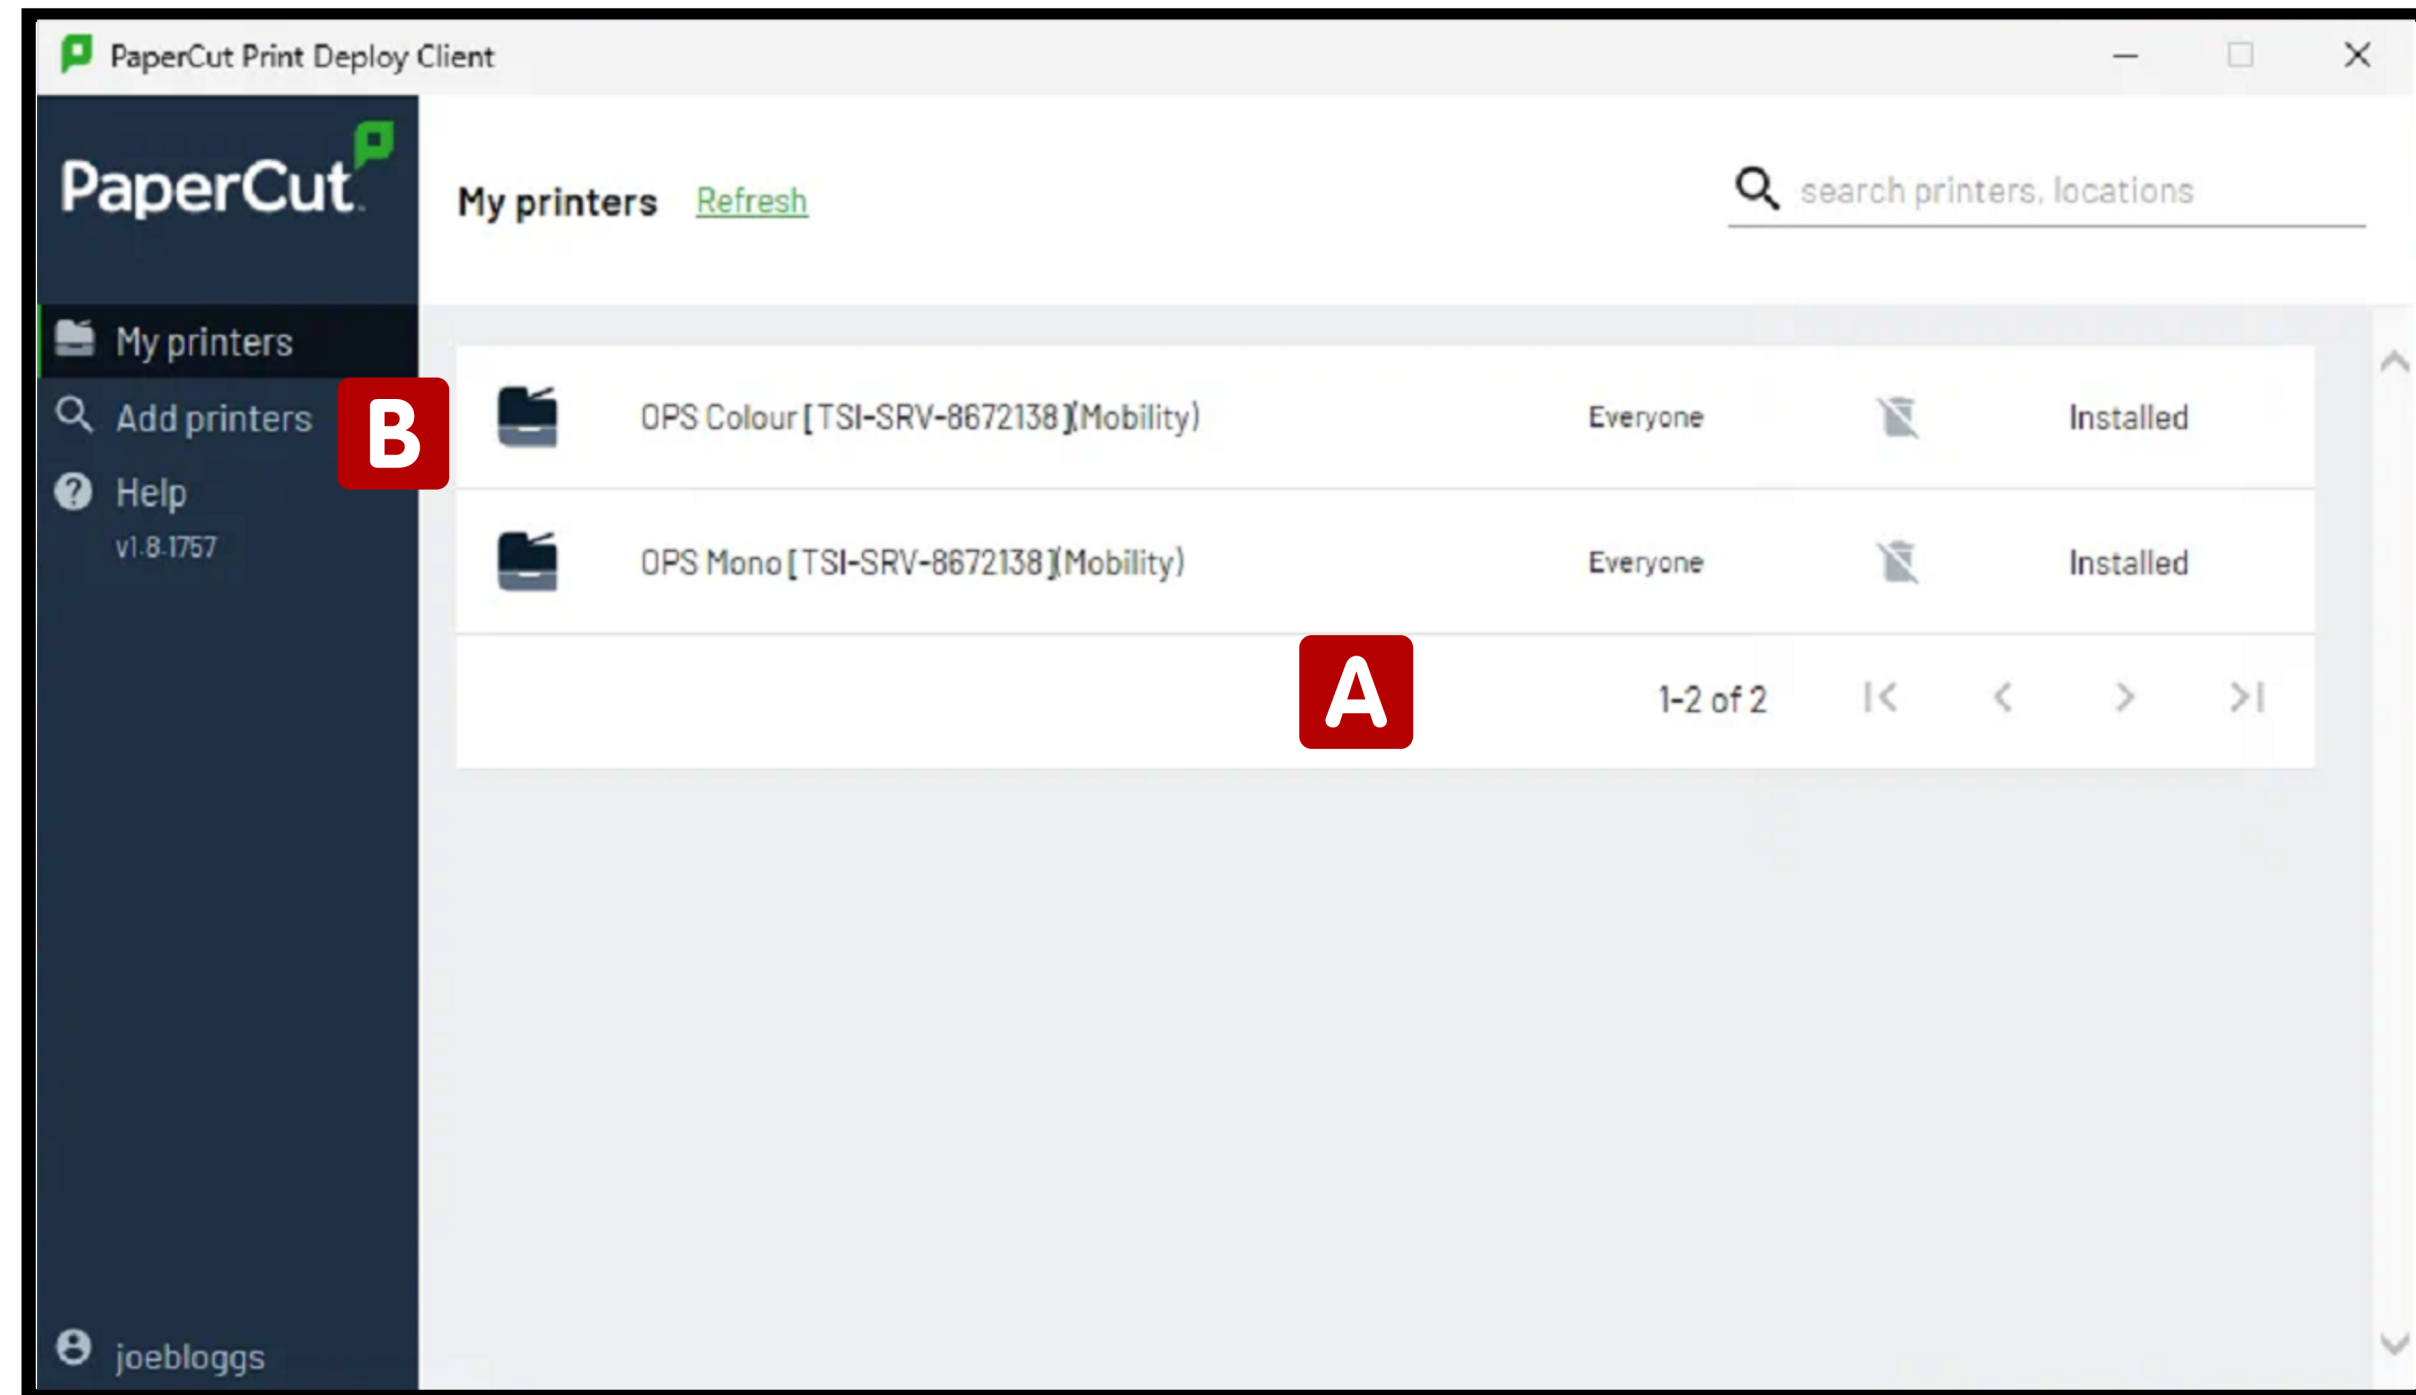 PaperCut Print Deploy Client
PaperCut
My printers Refresh
search printers, locations
My printers
Add printers
B
Help
v1.8.1757
OPS Colour [TSI-SRV-8672138](Mobility) Everyone Installed
OPS Mono [TSI-SRV-8672138](Mobility) Everyone Installed
A
1-2 of 2
joebloggs